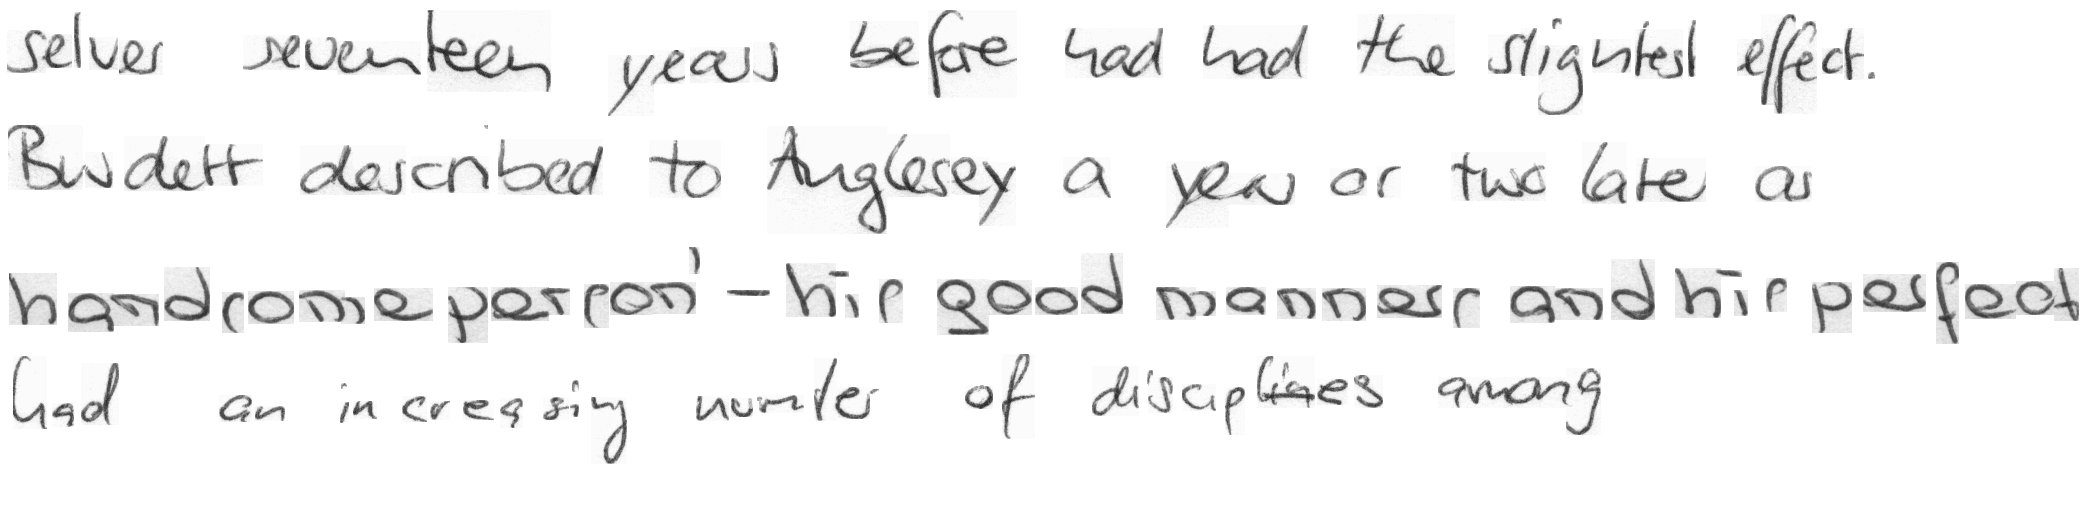 selves seventeen years before had had the slightest effect.
Burdett described to Anglesey a year or two late as
handsome person' - his good manners and his perfect
had an increasing number of disciplines among